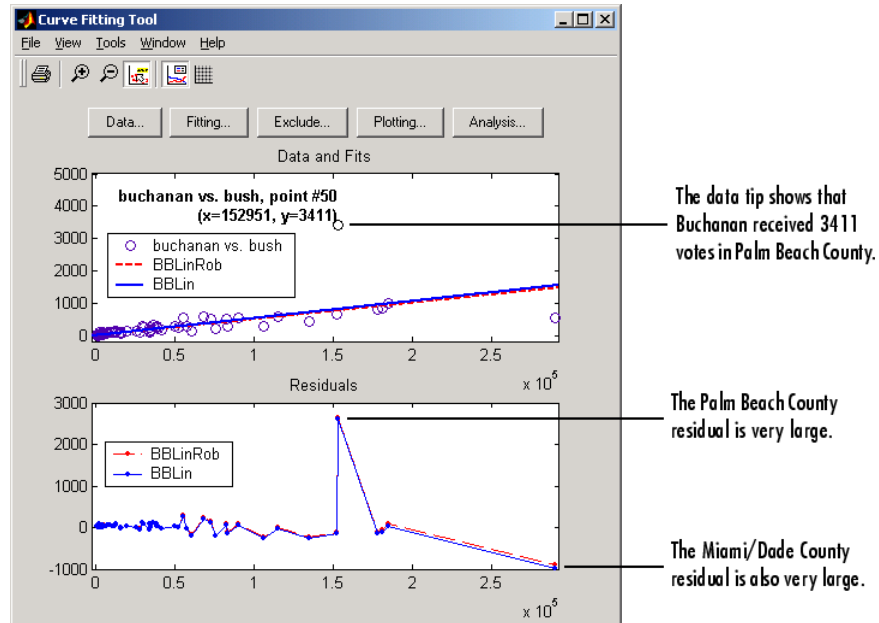 Curve Fitting Tool
File View Tools Window Help
Data... Fitting... Exclude... Plotting... Analysis...
Data and Fits
5000
4000
3000
2000
1000
0
buchanan vs. bush, point #50
(x=152951, y=3411)
buchanan vs. bush
BBLinRob
BBLin
0 0.5 1 1.5 2 2.5
x 10^5
The data tip shows that
Buchanan received 3411
votes in Palm Beach County.
Residuals
3000
2000
1000
0
-1000
BBLinRob
BBLin
0 0.5 1 1.5 2 2.5
x 10^5
The Palm Beach County
residual is very large.
The Miami/Dade County
residual is also very large.